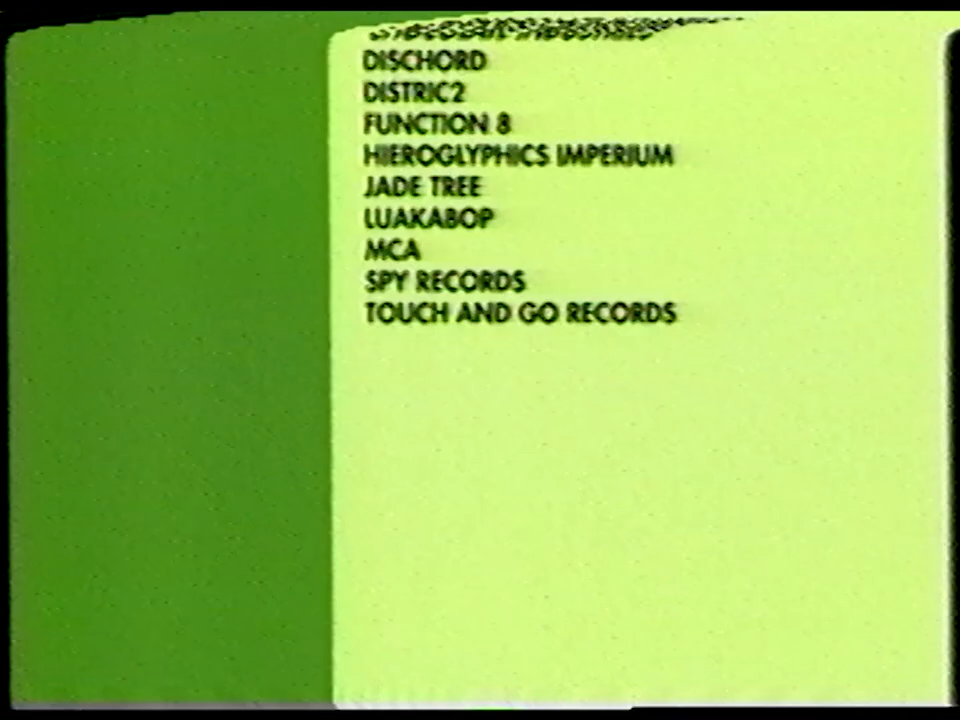 DISCHORD
DISTRIC2
FUNCTION 8
HIEROGLYPHICS IMPERIUM
JADE TREE
LUAKABOP
MCA
SPY RECORDS
TOUCH AND GO RECORDS